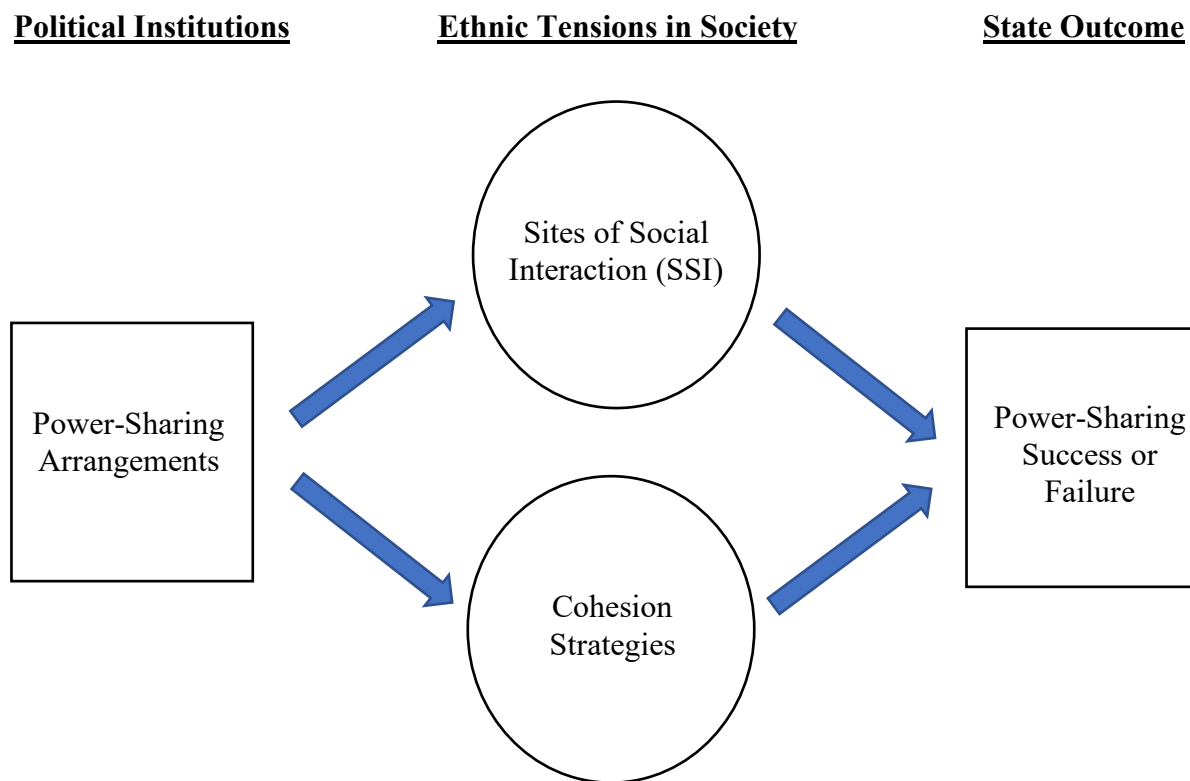 Political Institutions
Ethnic Tensions in Society
State Outcome
Sites of Social
Interaction (SSI)
Power-Sharing
Arrangements
Power-Sharing
Success or
Failure
Cohesion
Strategies